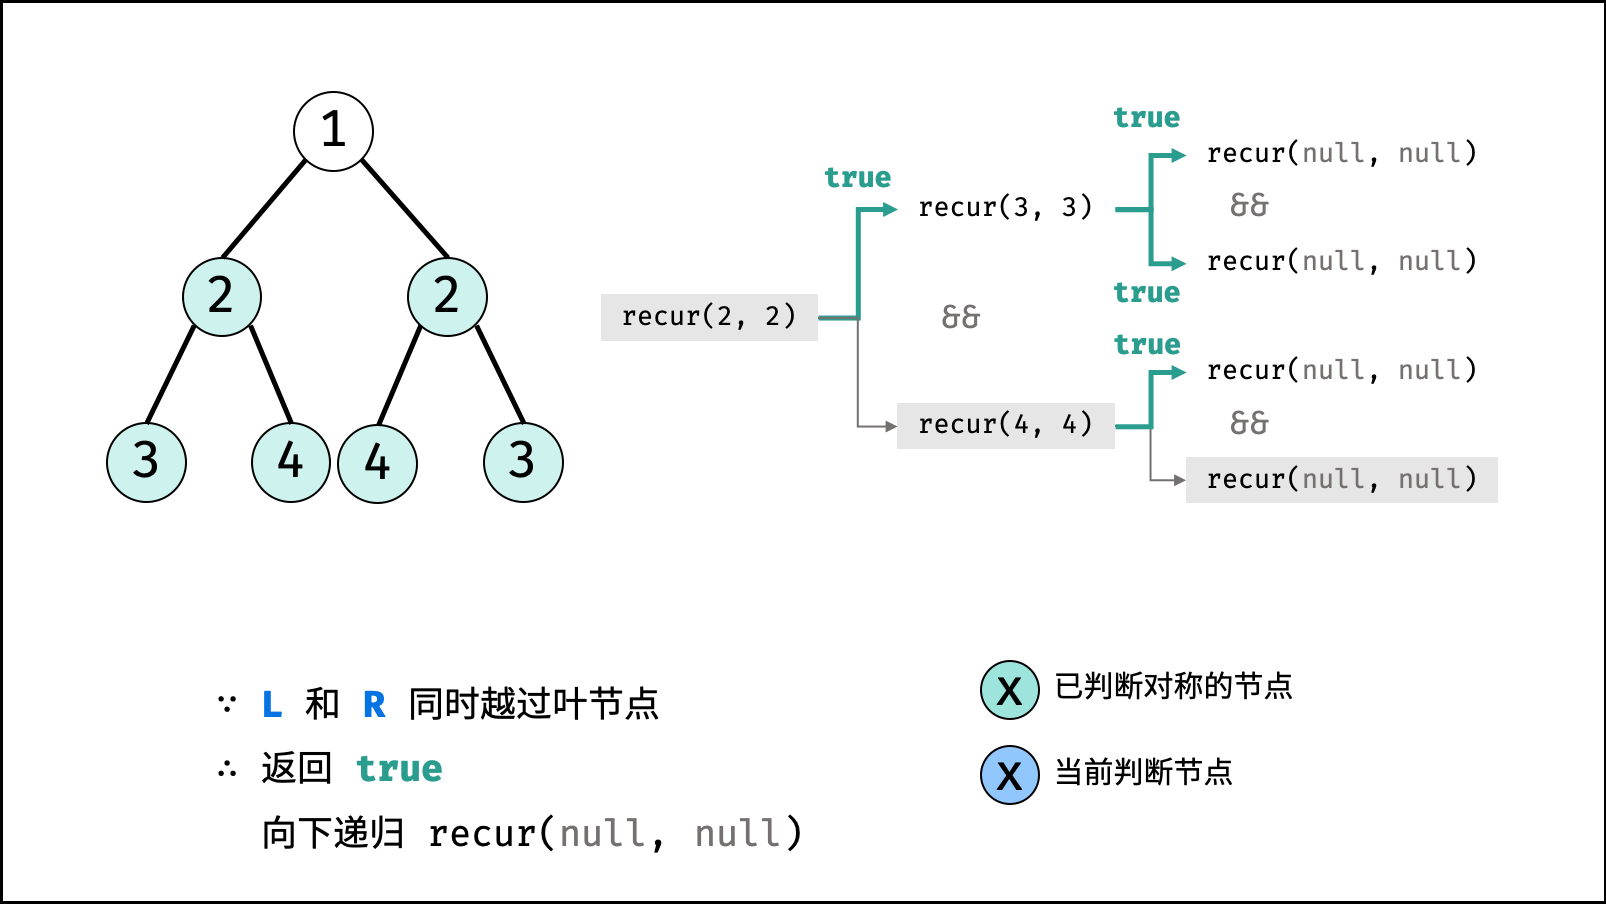 1
2 2
3 4 4 3
true
true
recur(null, null)
recur(3, 3)
&&
recur(null, null)
true
recur(2, 2)
&&
true
recur(null, null)
recur(4, 4)
&&
recur(null, null)
∵ L 和 R 同时越过叶节点
∴ 返回 true
向下递归 recur(null, null)
X 已判断对称的节点
X 当前判断节点